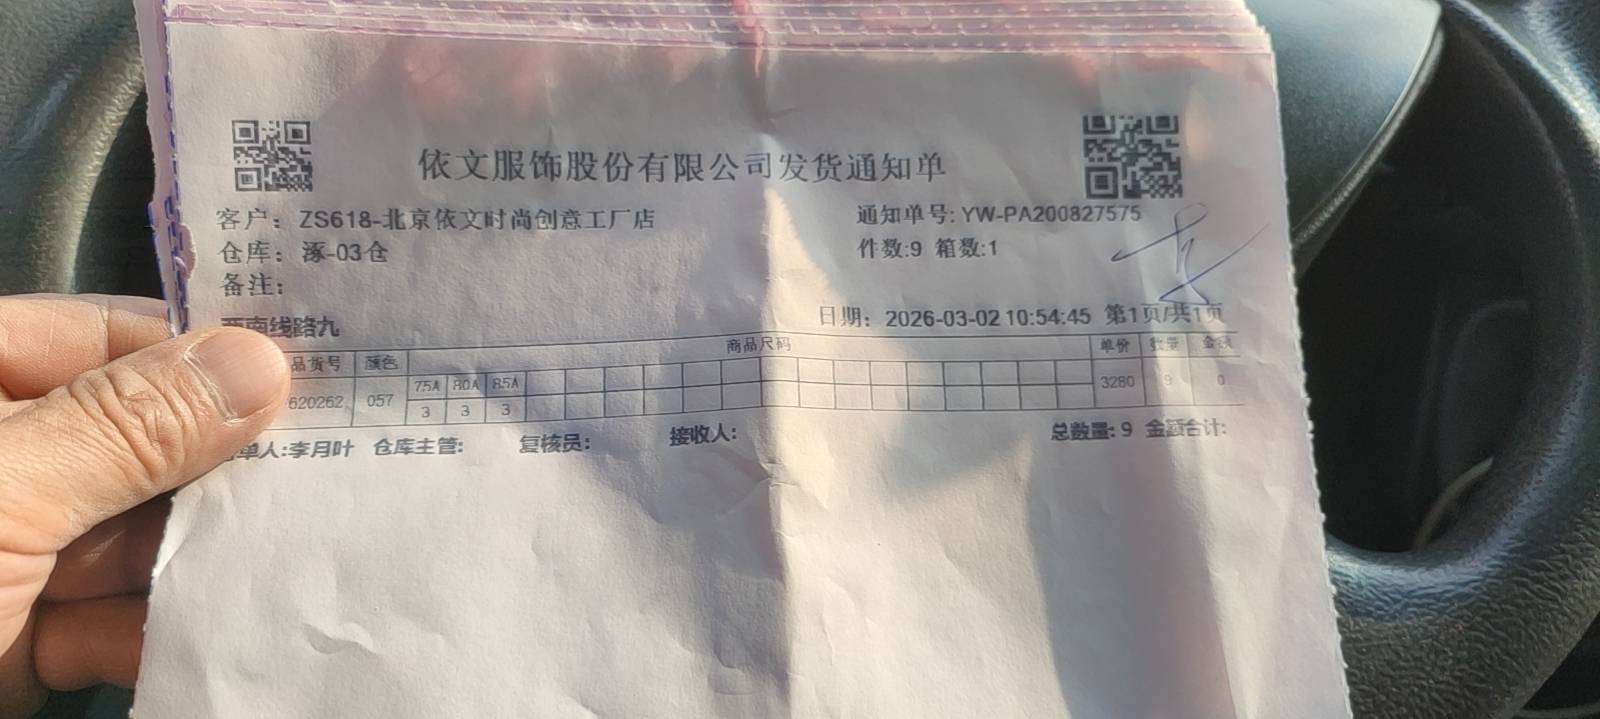 依文服饰股份有限公司发货通知单
客户：ZS618-北京依文时尚创意工厂店 通知单号:YW-PA200827575
仓库：涿-03仓 件数:9 箱数:1
备注:
西南线路九 日期：2026-03-02 10:54:45 第1页/共1页
品货号 颜色 商品尺码 单价 数量 金额
75A 80A 85A
620262 057 3 3 3 3280 9 0
单人:李月叶 仓库主管: 复核员: 接收人: 总数量:9 金额合计: